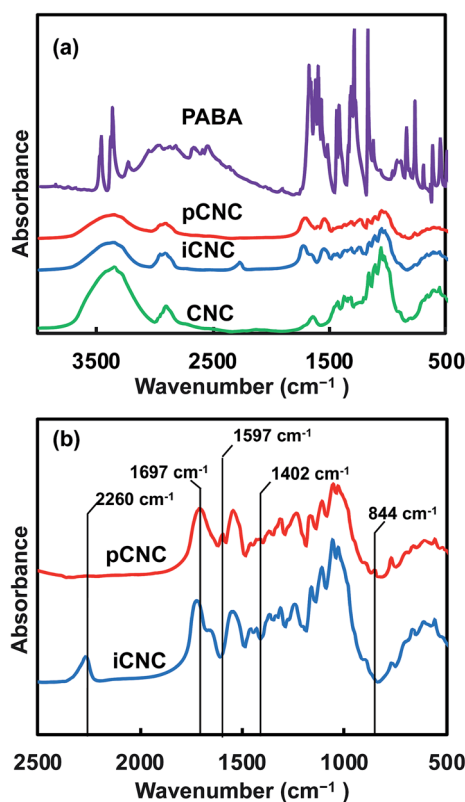 (a)
PABA
pCNC
iCNC
CNC
Absorbance
3500 2500 1500 500
Wavenumber (cm⁻¹ )
(b)
1597 cm⁻¹
1697 cm⁻¹
1402 cm⁻¹
2260 cm⁻¹
844 cm⁻¹
pCNC
iCNC
Absorbance
2500 2000 1500 1000 500
Wavenumber (cm⁻¹ )